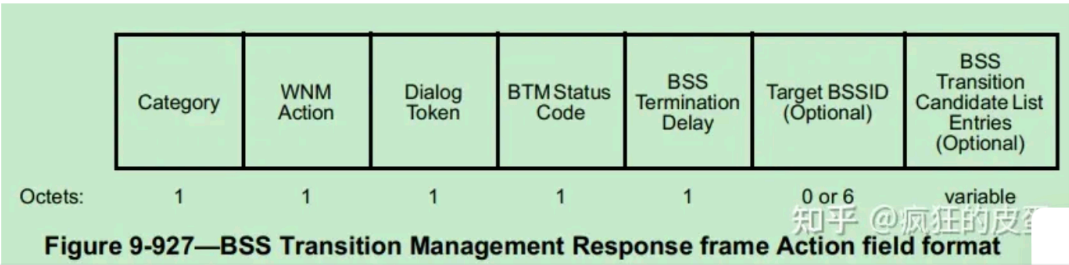 Category
WNM
Action
Dialog
Token
BTM Status
Code
BSS
Termination
Delay
Target BSSID
(Optional)
BSS
Transition
Candidate List
Entries
(Optional)
Octets: 1 1 1 1 1 0 or 6 variable
知乎 @疯狂的皮蛋
Figure 9-927—BSS Transition Management Response frame Action field format